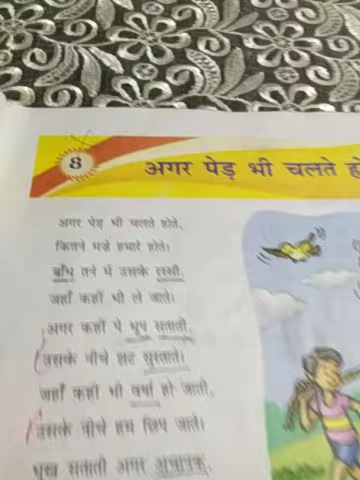 8
अगर पेड़ भी चलते हो
अगर पेड़ भी चलते होते,
कितने मज़े हमारे होते।
बाँध तने में उसके रस्सी,
जहाँ कहीं भी ले जाते।
अगर कहीं पे धूप सताती,
उसके नीचे झट सुस्ताते।
जहाँ कहीं भी वर्षा हो जाती,
उसके नीचे हम छिप जाते।
भूख सताती अगर अचानक,